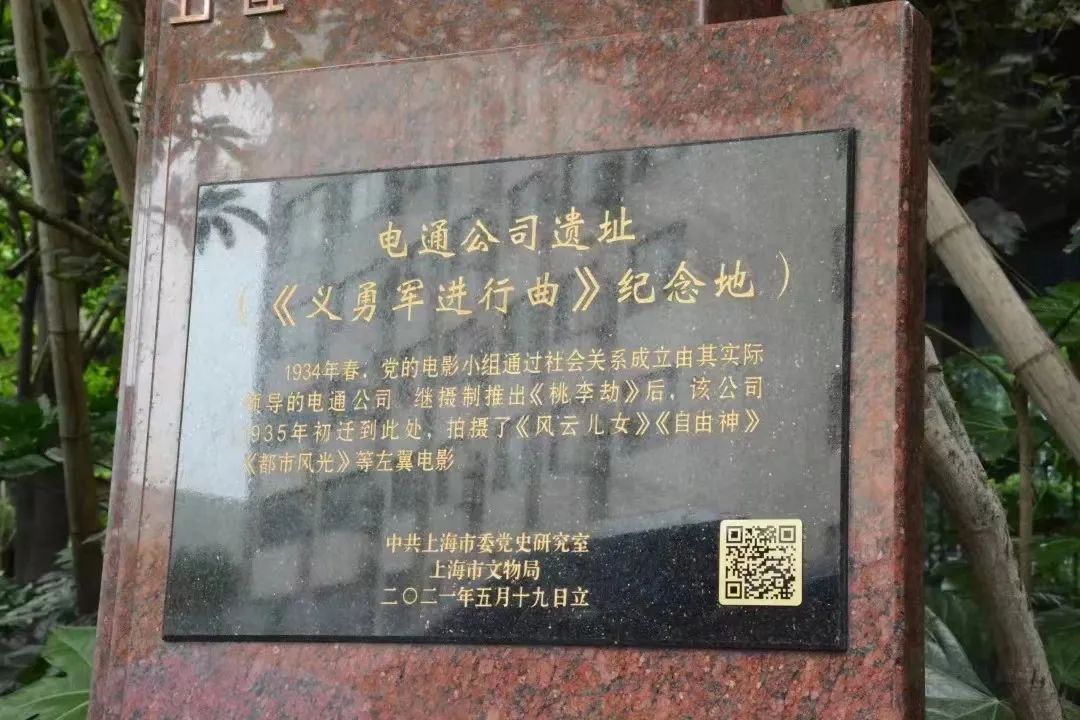 电通公司遗址
（《义勇军进行曲》纪念地）
1934年春，党的电影小组通过社会关系成立由其实际
领导的电通公司 继摄制推出《桃李劫》后，该公司
1935年初迁到此处，拍摄了《风云儿女》《自由神》
《都市风光》等左翼电影
中共上海市委党史研究室
上海市文物局
二〇二一年五月十九日立